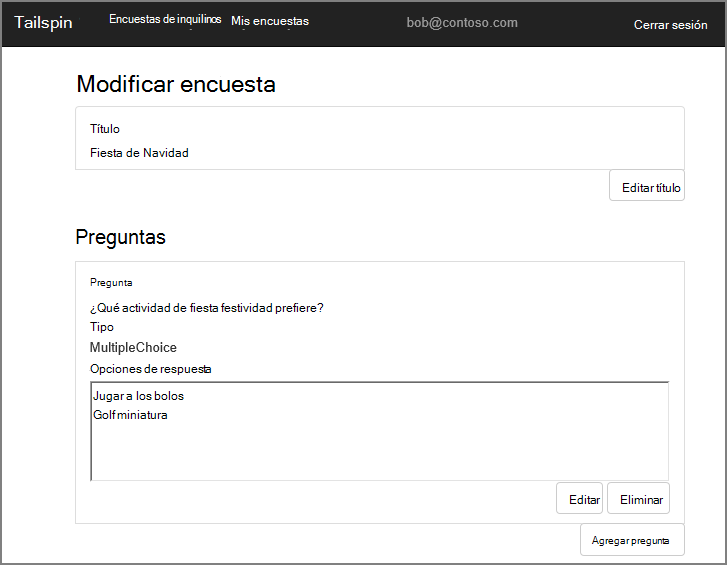 Tailspin Encuestas de inquilinos Mis encuestas bob@contoso.com Cerrar sesión
Modificar encuesta
Título
Fiesta de Navidad
Editar título
Preguntas
Pregunta
¿Qué actividad de fiesta festividad prefiere?
Tipo
MultipleChoice
Opciones de respuesta
Jugar a los bolos
Golf miniatura
Editar Eliminar
Agregar pregunta